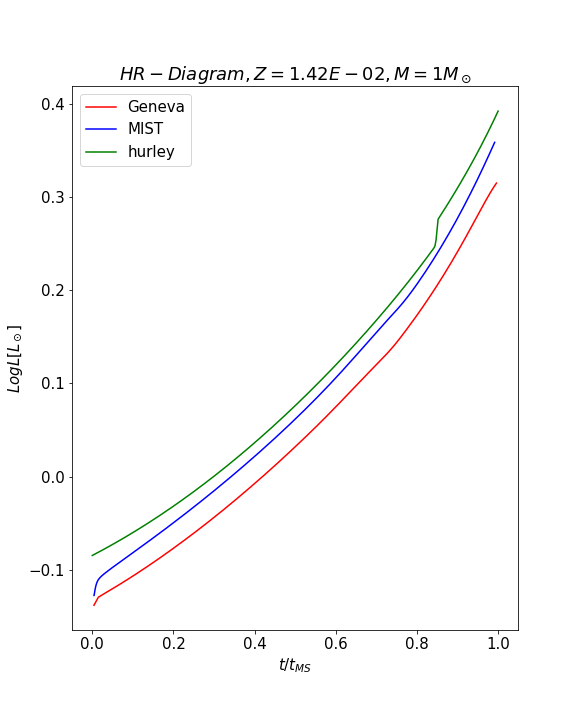 HR − Diagram, Z = 1.42E − 02, M = 1M⊙
Geneva
MIST
hurley
0.4
0.3
0.2
0.1
0.0
−0.1
LogL[L⊙]
0.0 0.2 0.4 0.6 0.8 1.0
t/tMS